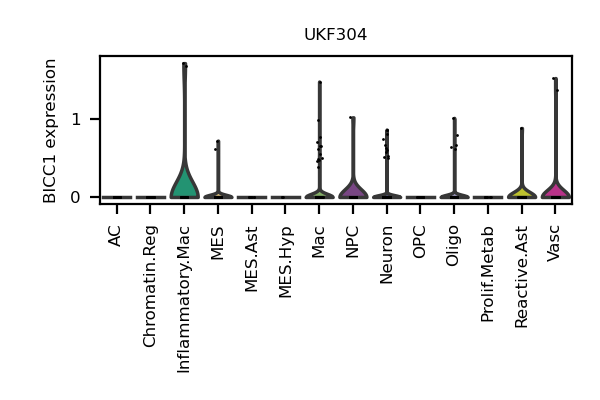 UKF304
BICC1 expression
1
0
AC
Chromatin.Reg
Inflammatory.Mac
MES
MES.Ast
MES.Hyp
Mac
NPC
Neuron
OPC
Oligo
Prolif.Metab
Reactive.Ast
Vasc